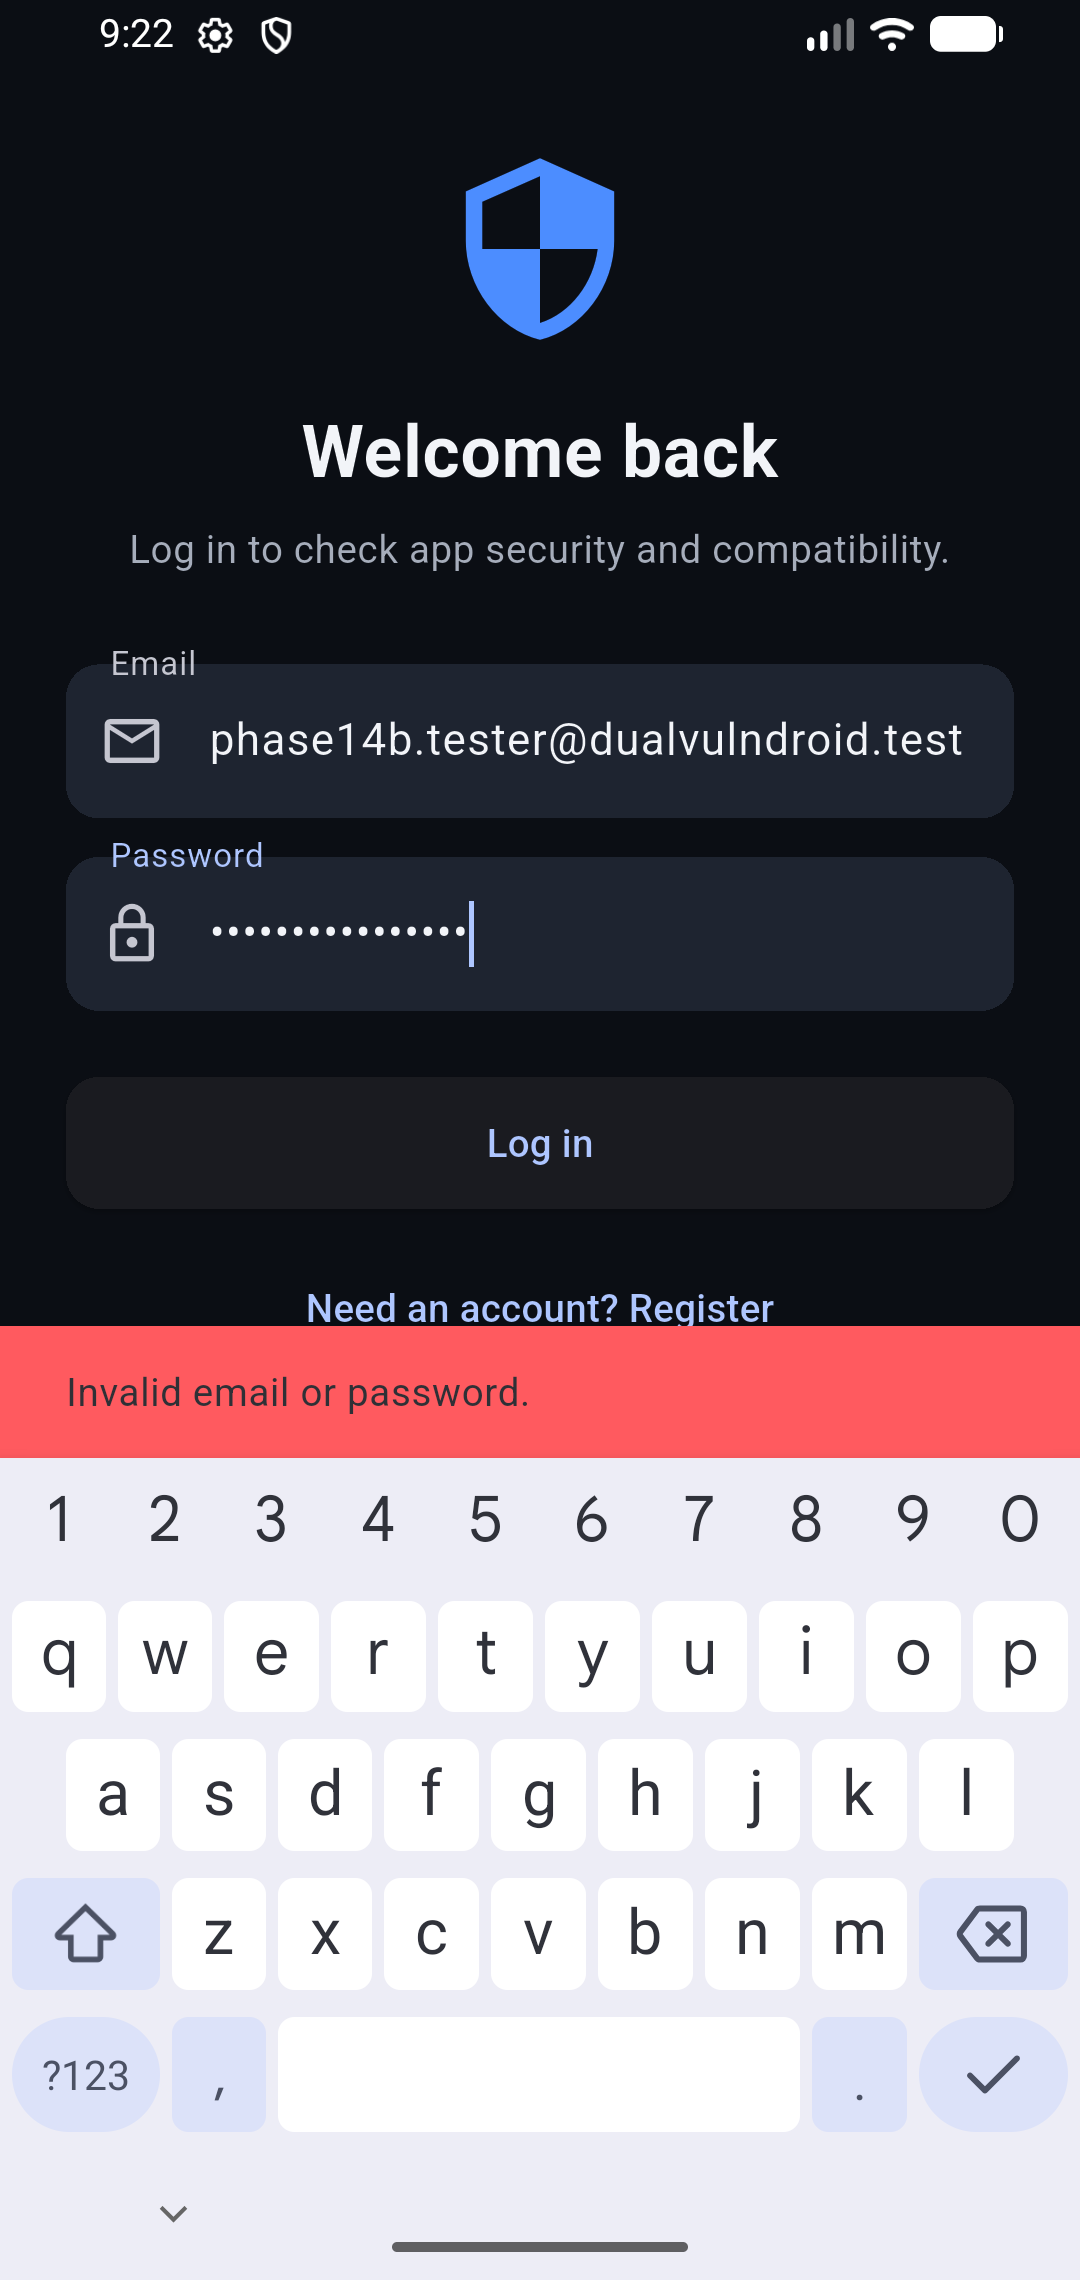 9:22
Welcome back
Log in to check app security and compatibility.
Email
phase14b.tester@dualvulndroid.test
Password
••••••••••••••••
Log in
Need an account? Register
Invalid email or password.
1 2 3 4 5 6 7 8 9 0
q w e r t y u i o p
a s d f g h j k l
z x c v b n m
?123 , .